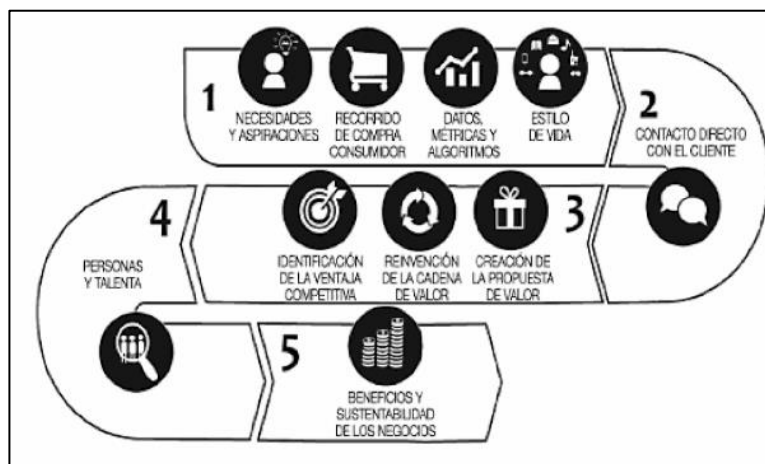 1
NECESIDADES
Y ASPIRACIONES
RECORRIDO
DE COMPRA
CONSUMIDOR
DATOS,
MÉTRICAS Y
ALGORITMOS
ESTILO
DE VIDA
2
CONTACTO DIRECTO
CON EL CLIENTE
3
CREACIÓN DE
LA PROPUESTA
DE VALOR
REINVENCIÓN
DE LA CADENA
DE VALOR
IDENTIFICACIÓN
DE LA VENTAJA
COMPETITIVA
4
PERSONAS
Y TALENTA
5
BENEFICIOS Y
SUSTENTABILIDAD
DE LOS NEGOCIOS